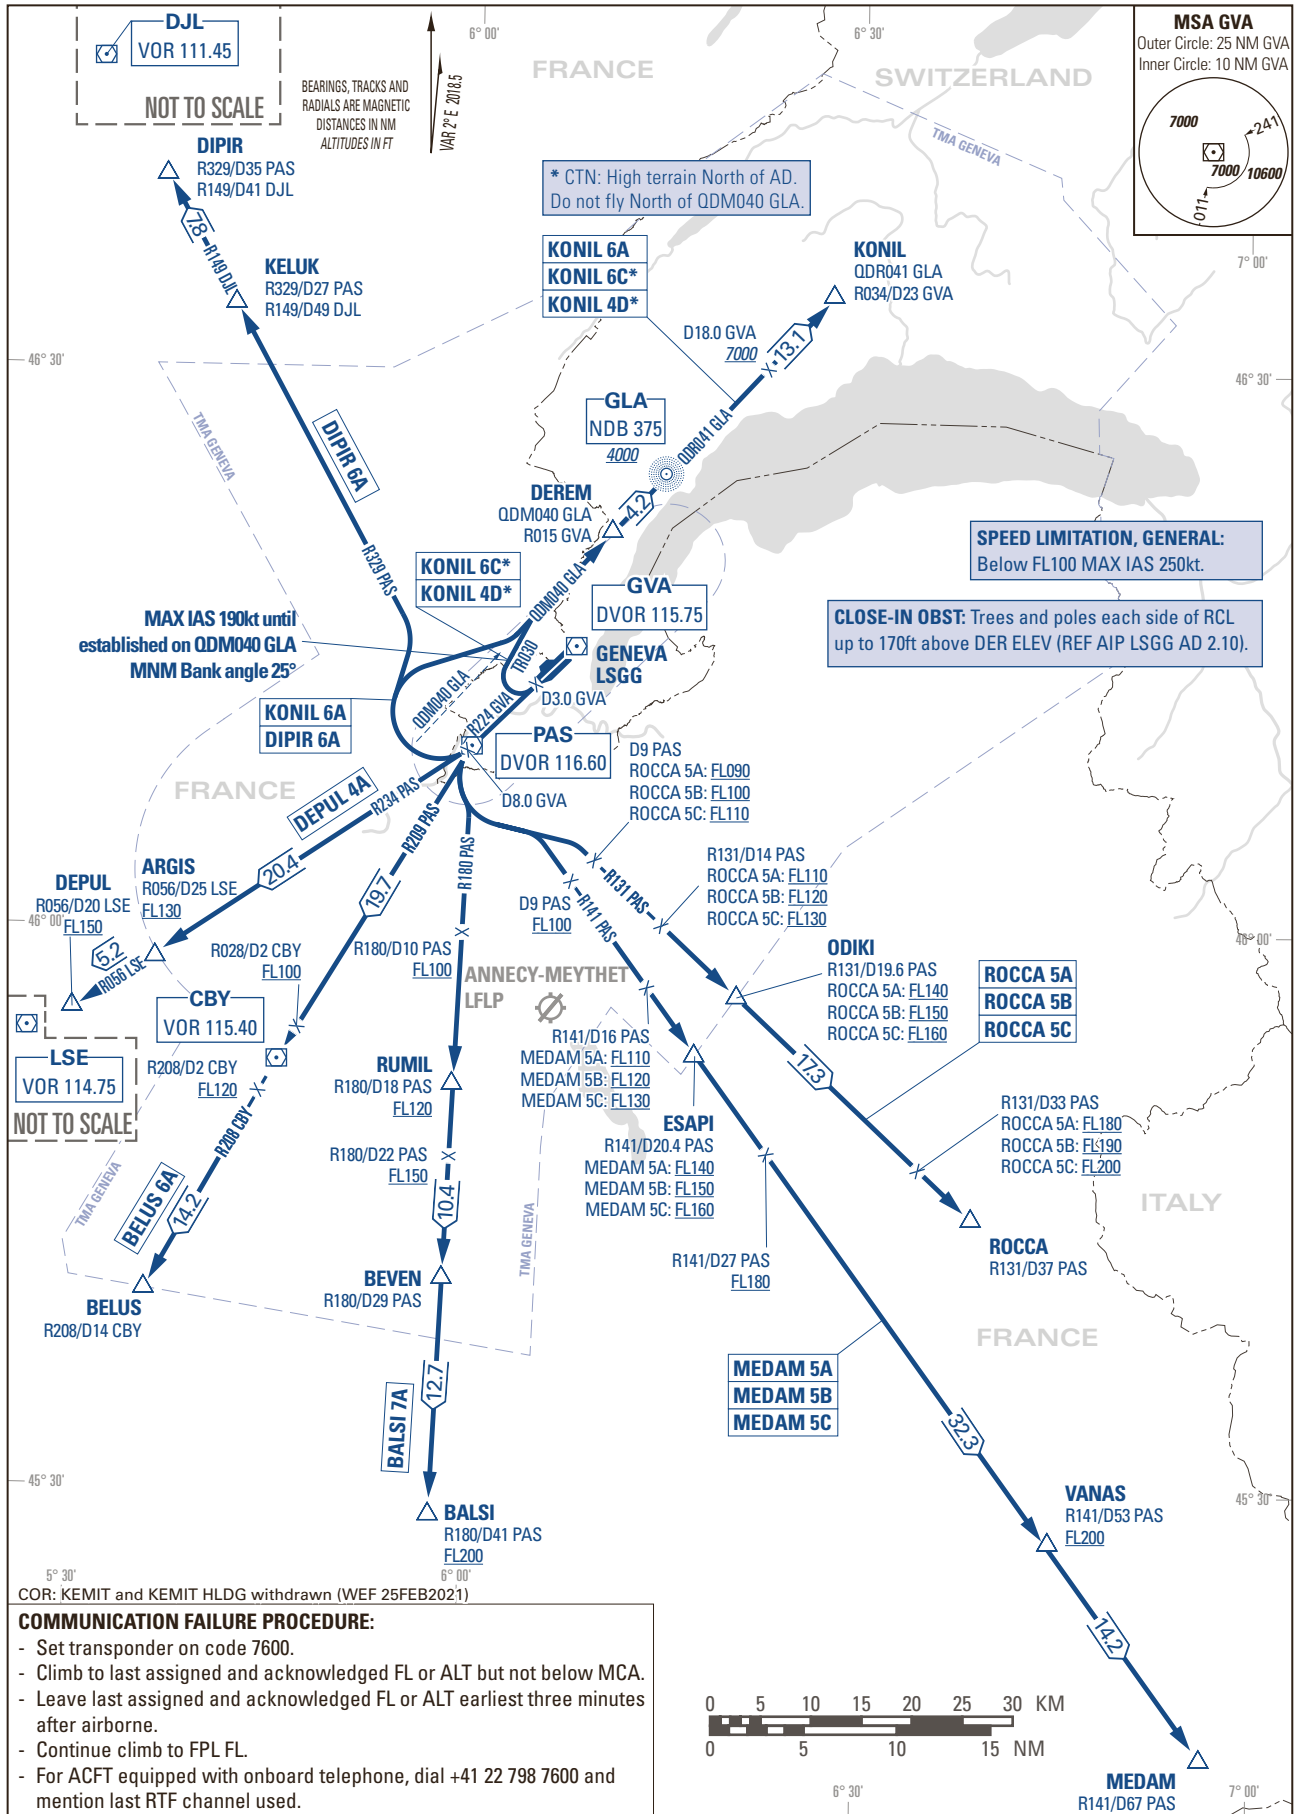 DJL
VOR 111.45
NOT TO SCALE
BEARINGS, TRACKS AND
RADIALS ARE MAGNETIC
DISTANCES IN NM
ALTITUDES IN FT
VAR 2° E 2018.5
6° 00'
6° 30'
FRANCE
SWITZERLAND
MSA GVA
Outer Circle: 25 NM GVA
Inner Circle: 10 NM GVA
7000
241
7000
10600
011
TMA GENEVA
DIPIR
R329/D35 PAS
R149/D41 DJL
* CTN: High terrain North of AD.
Do not fly North of QDM040 GLA.
7.8
R149 DJL
KELUK
R329/D27 PAS
R149/D49 DJL
KONIL 6A
KONIL 6C*
KONIL 4D*
KONIL
QDR041 GLA
R034/D23 GVA
7° 00'
D18.0 GVA
7000
13.1
46° 30'
46° 30'
TMA GENEVA
DIPIR 6A
GLA
NDB 375
4000
QDR041 GLA
4.2
DEREM
QDM040 GLA
R015 GVA
SPEED LIMITATION, GENERAL:
Below FL100 MAX IAS 250kt.
R329 PAS
KONIL 6C*
KONIL 4D*
QDM040 GLA
GVA
DVOR 115.75
CLOSE-IN OBST: Trees and poles each side of RCL
up to 170ft above DER ELEV (REF AIP LSGG AD 2.10).
MAX IAS 190kt until
established on QDM040 GLA
MNM Bank angle 25°
TR030
GENEVA
LSGG
QDM040 GLA
R224 GVA
D3.0 GVA
KONIL 6A
DIPIR 6A
PAS
DVOR 116.60
D8.0 GVA
D9 PAS
ROCCA 5A: FL090
ROCCA 5B: FL100
ROCCA 5C: FL110
FRANCE
DEPUL 4A
R234 PAS
R209 PAS
R180 PAS
20.4
19.7
R131 PAS
R141 PAS
R131/D14 PAS
ROCCA 5A: FL110
ROCCA 5B: FL120
ROCCA 5C: FL130
DEPUL
R056/D20 LSE
FL150
ARGIS
R056/D25 LSE
FL130
D9 PAS
FL100
46° 00'
46° 00'
5.2
R056 LSE
R028/D2 CBY
FL100
R180/D10 PAS
FL100
ANNECY-MEYTHET
LFLP
ODIKI
R131/D19.6 PAS
ROCCA 5A: FL140
ROCCA 5B: FL150
ROCCA 5C: FL160
ROCCA 5A
ROCCA 5B
ROCCA 5C
CBY
VOR 115.40
LSE
VOR 114.75
NOT TO SCALE
R208/D2 CBY
FL120
R141/D16 PAS
MEDAM 5A: FL110
MEDAM 5B: FL120
MEDAM 5C: FL130
RUMIL
R180/D18 PAS
FL120
17.3
R208 CBY
ESAPI
R141/D20.4 PAS
MEDAM 5A: FL140
MEDAM 5B: FL150
MEDAM 5C: FL160
R131/D33 PAS
ROCCA 5A: FL180
ROCCA 5B: FL190
ROCCA 5C: FL200
R180/D22 PAS
FL150
TMA GENEVA
BELUS 6A
14.2
10.4
TMA GENEVA
ITALY
ROCCA
R131/D37 PAS
R141/D27 PAS
FL180
BEVEN
R180/D29 PAS
BELUS
R208/D14 CBY
FRANCE
MEDAM 5A
MEDAM 5B
MEDAM 5C
12.7
BALSI 7A
32.3
45° 30'
45° 30'
VANAS
R141/D53 PAS
FL200
BALSI
R180/D41 PAS
FL200
5° 30'
6° 00'
COR: KEMIT and KEMIT HLDG withdrawn (WEF 25FEB2021)
COMMUNICATION FAILURE PROCEDURE:
- Set transponder on code 7600.
- Climb to last assigned and acknowledged FL or ALT but not below MCA.
- Leave last assigned and acknowledged FL or ALT earliest three minutes
after airborne.
- Continue climb to FPL FL.
- For ACFT equipped with onboard telephone, dial +41 22 798 7600 and
mention last RTF channel used.
14.2
0 5 10 15 20 25 30 KM
0 5 10 15 NM
MEDAM
R141/D67 PAS
6° 30'
7° 00'